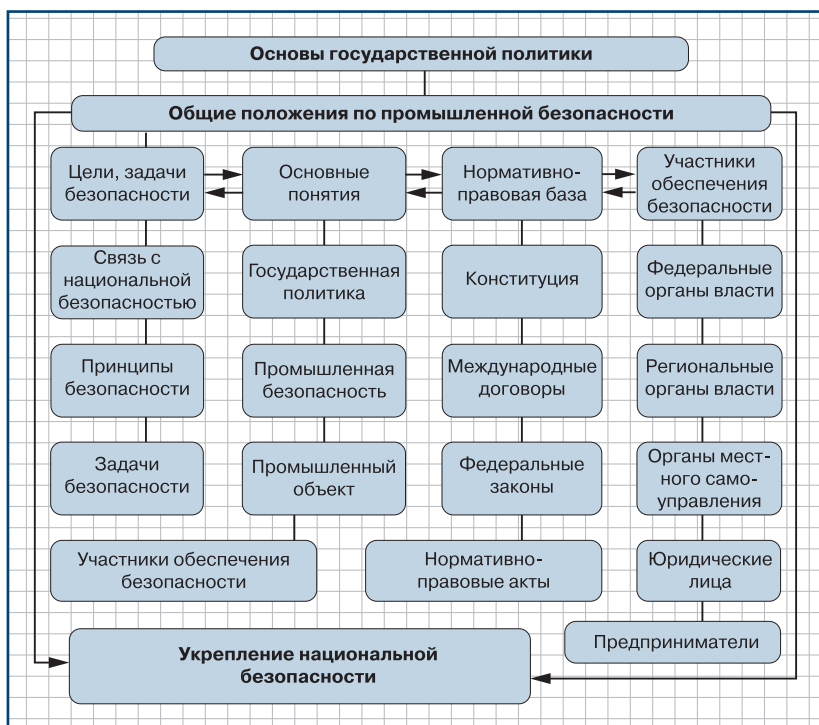 Основы государственной политики
Общие положения по промышленной безопасности
Цели, задачи
безопасности
Основные
понятия
Нормативно-
правовая база
Участники
обеспечения
безопасности
Связь с
национальной
безопасностью
Государственная
политика
Конституция
Федеральные
органы власти
Принципы
безопасности
Промышленная
безопасность
Международные
договоры
Региональные
органы власти
Задачи
безопасности
Промышленный
объект
Федеральные
законы
Органы мест-
ного само-
управления
Участники обеспечения
безопасности
Нормативно-
правовые акты
Юридические
лица
Предприниматели
Укрепление национальной
безопасности